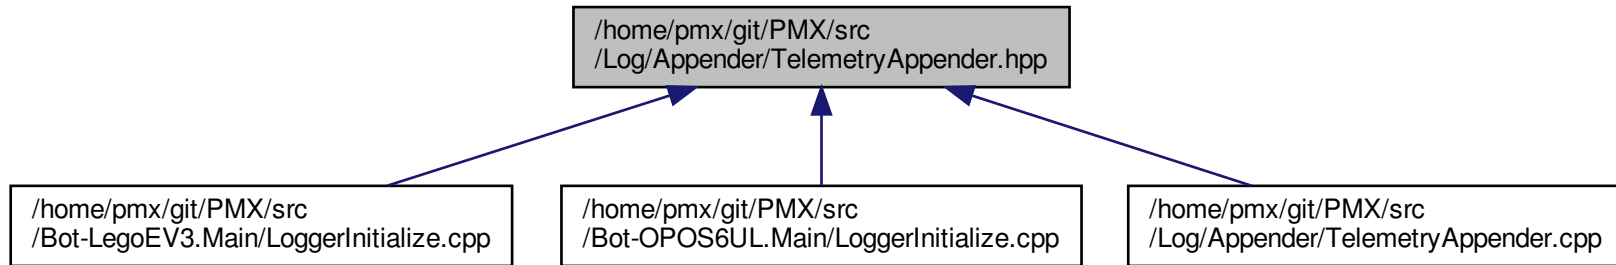 /home/pmx/git/PMX/src
/Log/Appender/TelemetryAppender.hpp
/home/pmx/git/PMX/src
/Bot-LegoEV3.Main/LoggerInitialize.cpp
/home/pmx/git/PMX/src
/Bot-OPOS6UL.Main/LoggerInitialize.cpp
/home/pmx/git/PMX/src
/Log/Appender/TelemetryAppender.cpp